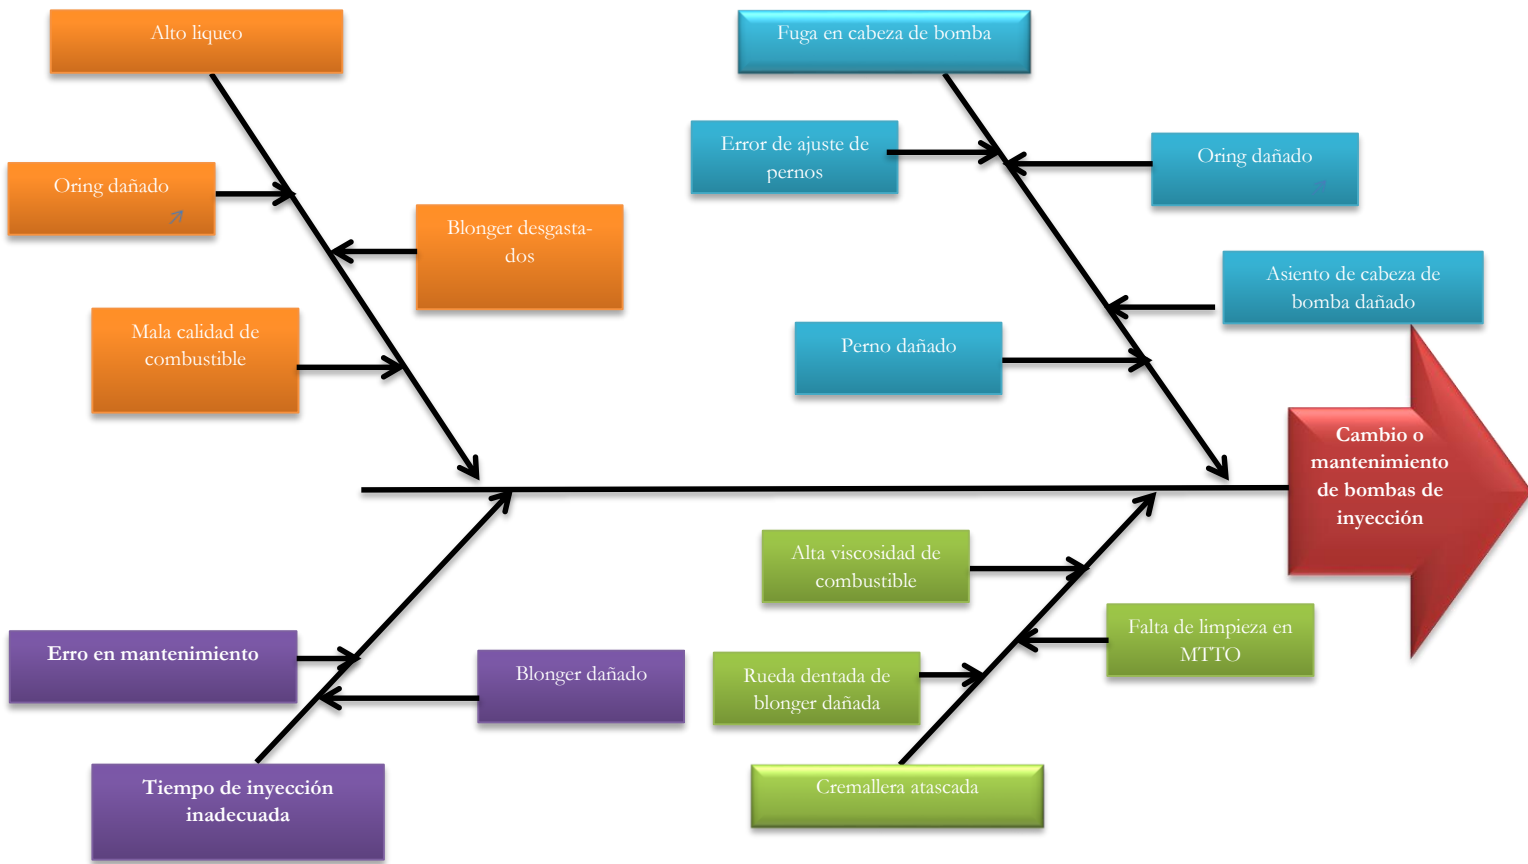 Alto liqueo
Fuga en cabeza de bomba
Error de ajuste de
pernos
Oring dañado
Oring dañado
Blonger desgasta-
dos
Asiento de cabeza de
bomba dañado
Mala calidad de
combustible
Perno dañado
Cambio o
mantenimiento
de bombas de
inyección
Alta viscosidad de
combustible
Erro en mantenimiento
Blonger dañado
Falta de limpieza en
MTTO
Rueda dentada de
blonger dañada
Tiempo de inyección
inadecuada
Cremallera atascada